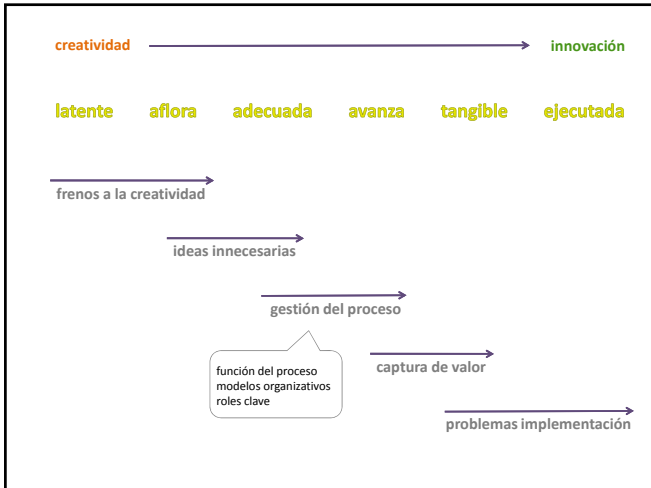 creatividad innovación
latente aflora adecuada avanza tangible ejecutada
frenos a la creatividad
ideas innecesarias
gestión del proceso
función del proceso
modelos organizativos
roles clave
captura de valor
problemas implementación